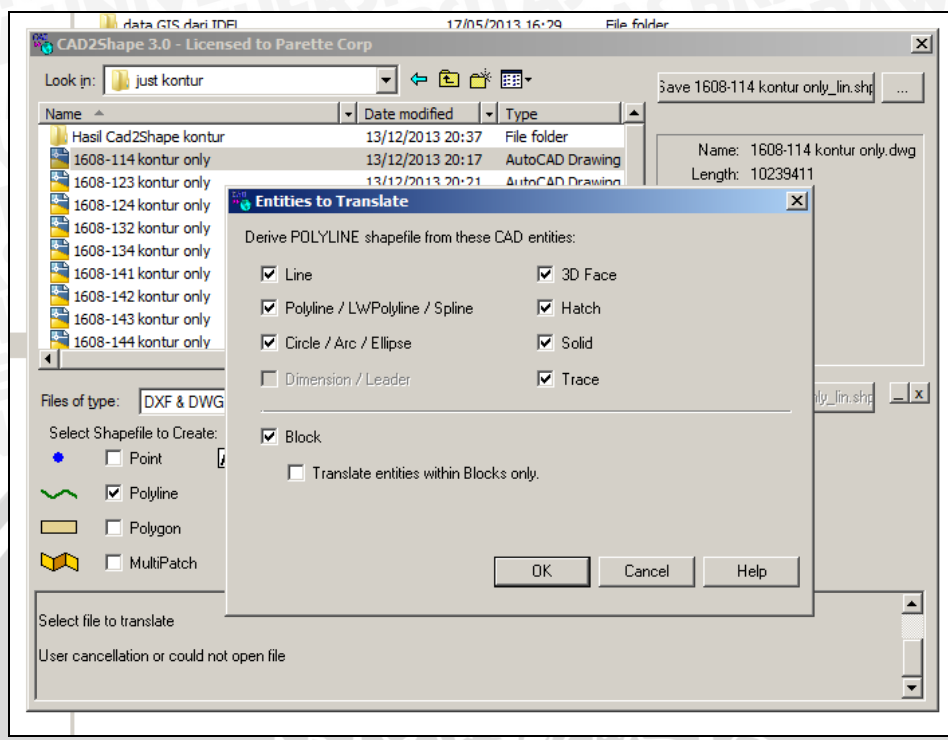 data GIS dari IDEL 17/05/2013 16:29 File folder
CAD2Shape 3.0 - Licensed to Parette Corp
Look in: just kontur
Save 1608-114 kontur only_lin.shp ...
Name Date modified Type
Hasil Cad2Shape kontur 13/12/2013 20:37 File folder
1608-114 kontur only 13/12/2013 20:17 AutoCAD Drawing
1608-123 kontur only 13/12/2013 20:21 AutoCAD Drawing
1608-124 kontur only
1608-132 kontur only
1608-134 kontur only
1608-141 kontur only
1608-142 kontur only
1608-143 kontur only
1608-144 kontur only
Name: 1608-114 kontur only.dwg
Length: 10239411
Entities to Translate
Derive POLYLINE shapefile from these CAD entities:
Line 3D Face
Polyline / LWPolyline / Spline Hatch
Circle / Arc / Ellipse Solid
Dimension / Leader Trace
Block
Translate entities within Blocks only.
OK Cancel Help
Files of type: DXF & DWG
only_lin.shp
Select Shapefile to Create:
Point
Polyline
Polygon
MultiPatch
Select file to translate
User cancellation or could not open file